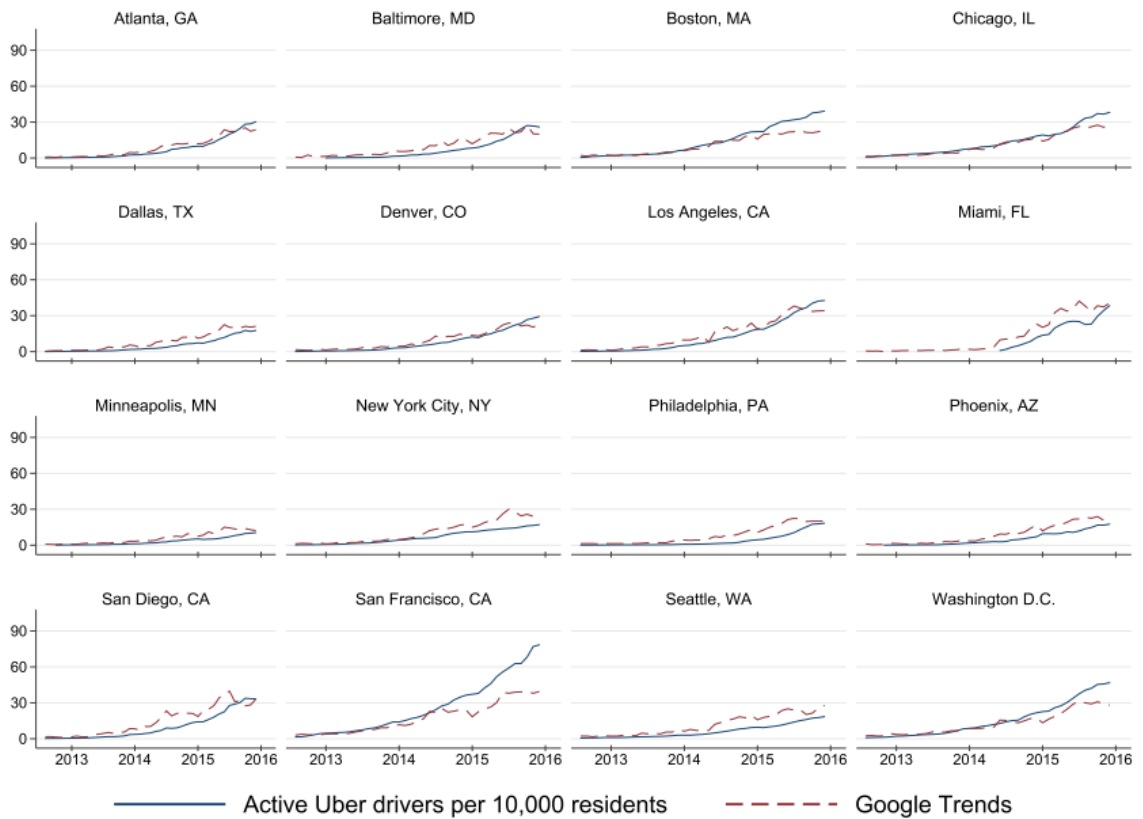 Atlanta, GA Baltimore, MD Boston, MA Chicago, IL
90
60
30
0
Dallas, TX Denver, CO Los Angeles, CA Miami, FL
90
60
30
0
Minneapolis, MN New York City, NY Philadelphia, PA Phoenix, AZ
90
60
30
0
San Diego, CA San Francisco, CA Seattle, WA Washington D.C.
90
60
30
0
2013 2014 2015 2016 2013 2014 2015 2016 2013 2014 2015 2016 2013 2014 2015 2016
Active Uber drivers per 10,000 residents Google Trends